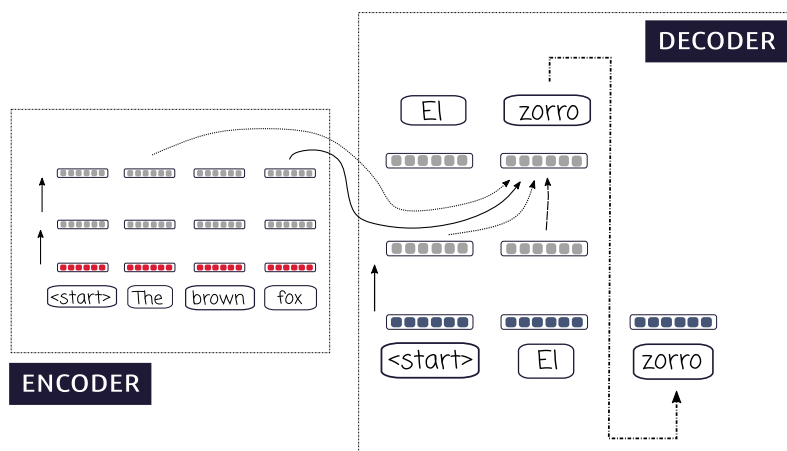 DECODER
El zorro
<start> The brown fox
<start> El zorro
ENCODER